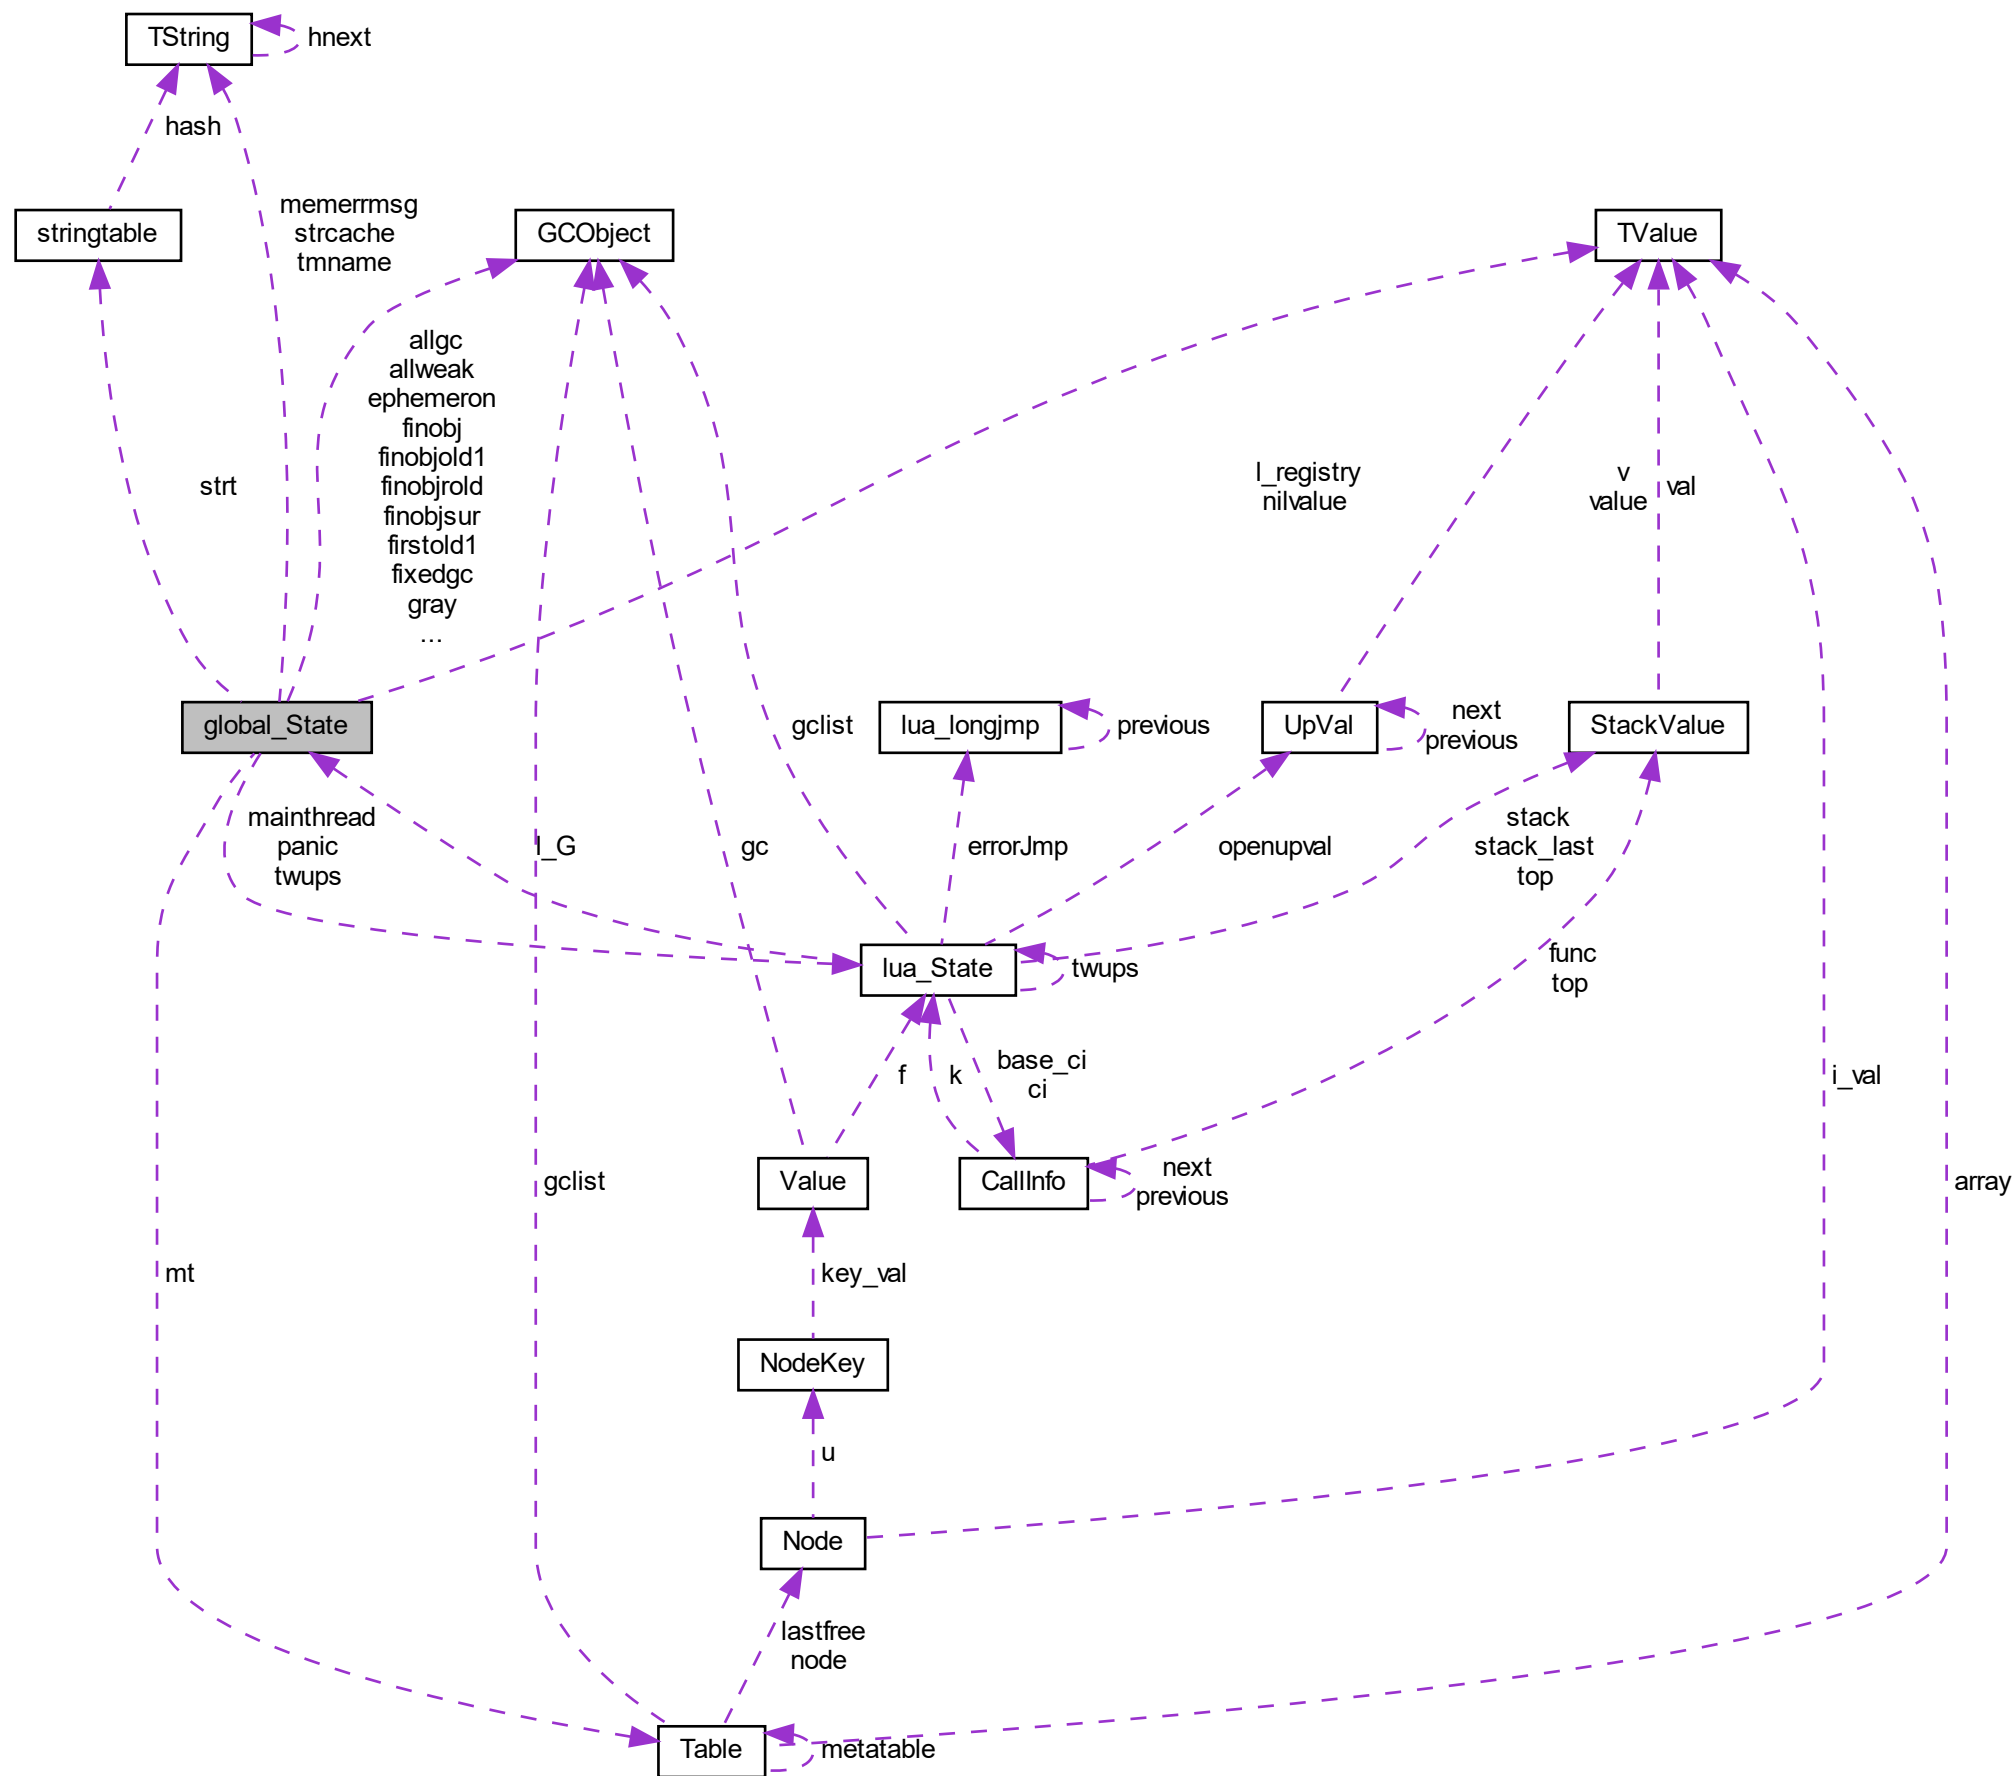 TString
hnext
hash
memerrmsg
strcache
tmname
stringtable
GCObject
TValue
allgc
allweak
ephemeron
finobj
finobjold1
finobjrold
finobjsur
firstold1
fixedgc
gray
...
strt
l_registry
nilvalue
v
value
val
global_State
gclist
lua_longjmp
previous
UpVal
next
previous
StackValue
mainthread
panic
twups
l_G
gc
errorJmp
openupval
stack
stack_last
top
lua_State
twups
func
top
f
k
base_ci
ci
i_val
gclist
Value
CallInfo
next
previous
array
mt
key_val
NodeKey
u
Node
lastfree
node
Table
metatable